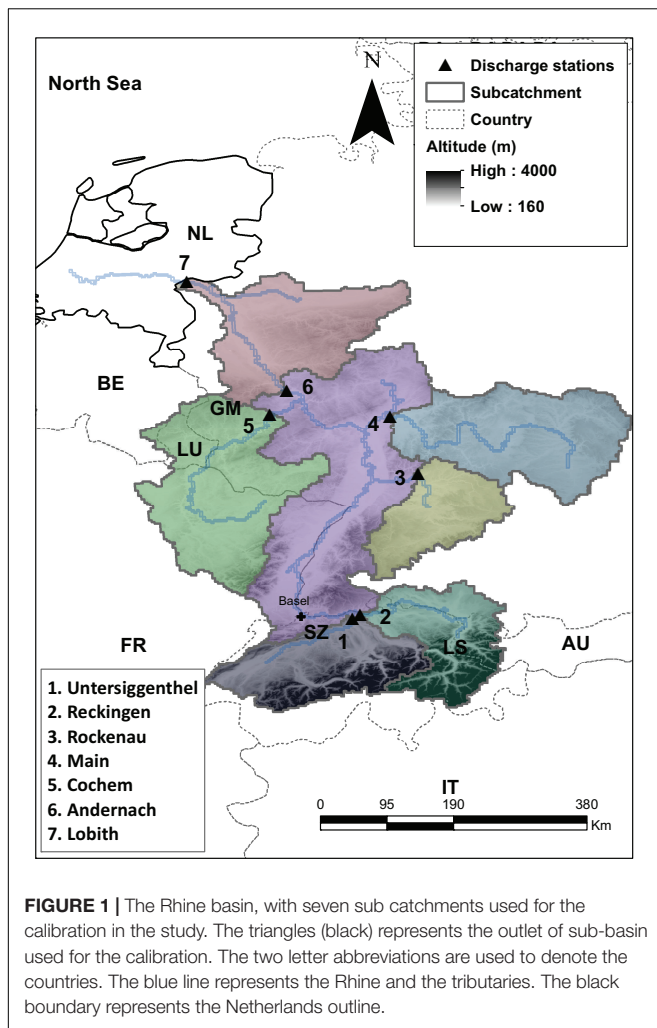 North Sea
N
Discharge stations
Subcatchment
Country
Altitude (m)
High : 4000
Low : 160
NL
7
BE
6
GM
5
4
LU
3
Basel
2
SZ
1
FR
LS
AU
1. Untersiggenthel
2. Reckingen
3. Rockenau
4. Main
5. Cochem
6. Andernach
7. Lobith
IT
0 95 190 380
Km
FIGURE 1 | The Rhine basin, with seven sub catchments used for the
calibration in the study. The triangles (black) represents the outlet of sub-basin
used for the calibration. The two letter abbreviations are used to denote the
countries. The blue line represents the Rhine and the tributaries. The black
boundary represents the Netherlands outline.